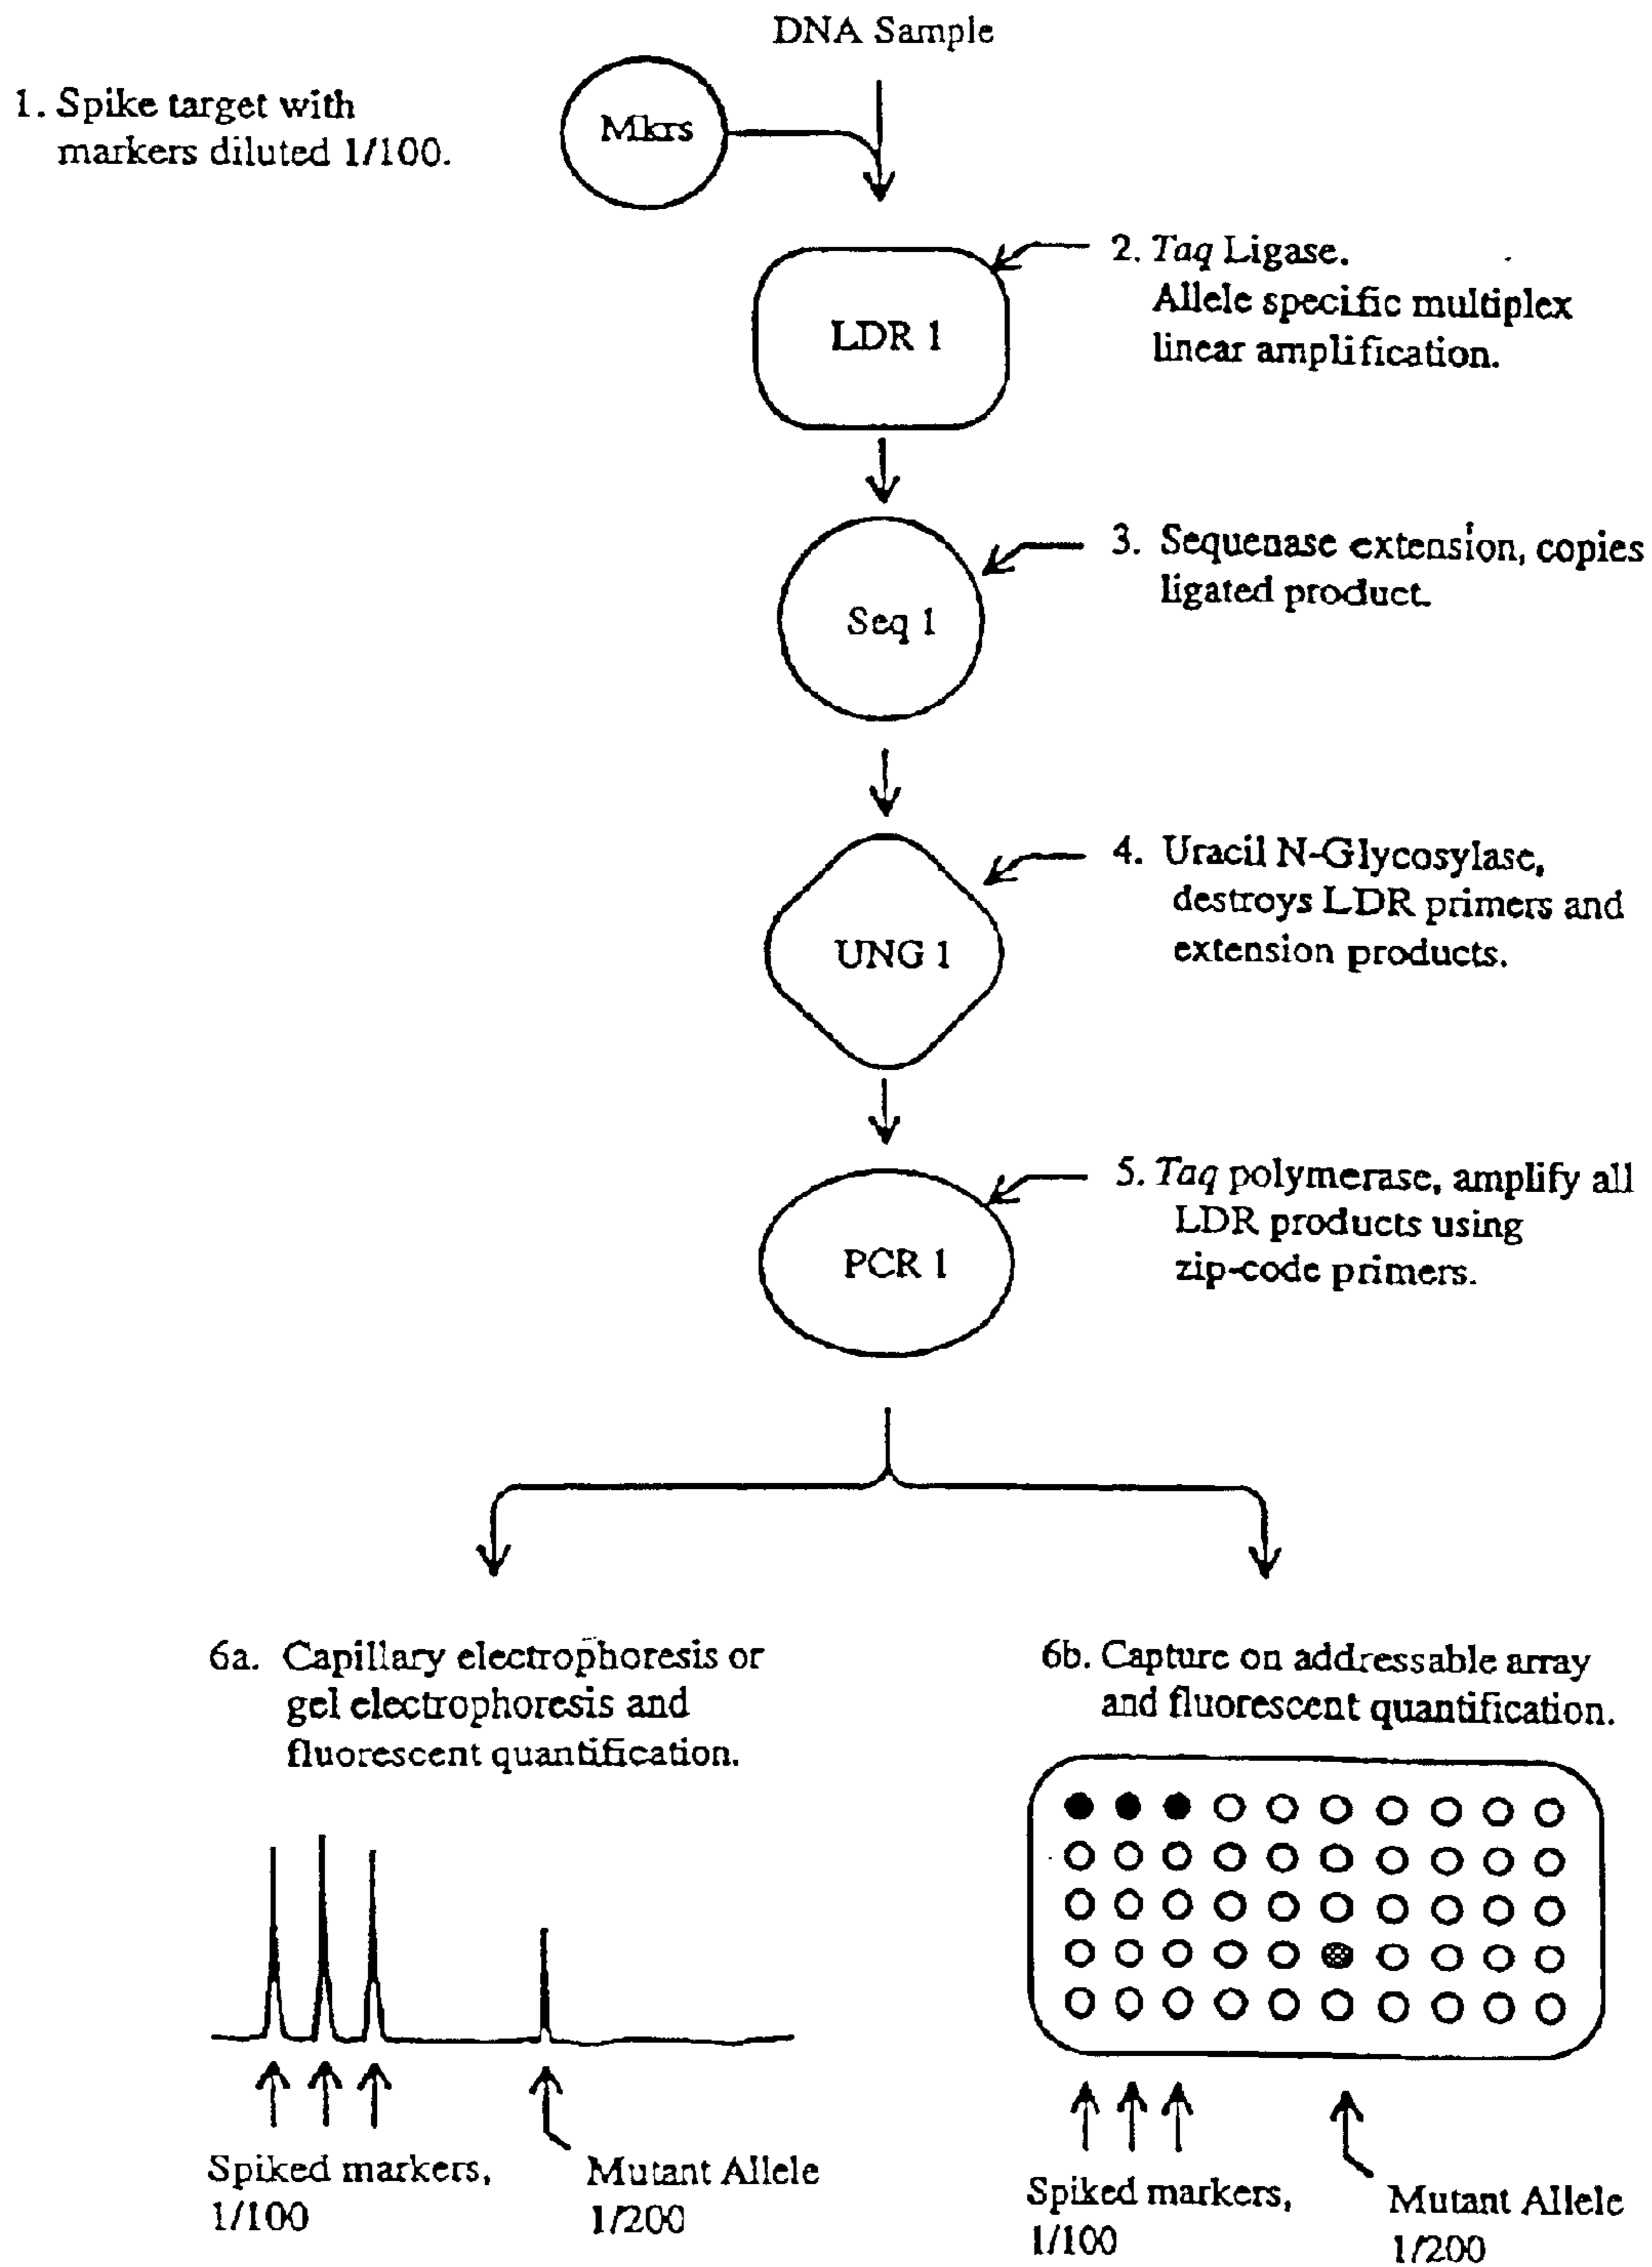 DNA Sample
1. Spike target with
markers diluted 1/100.
Mkrs
2. Taq Ligase.
Allele specific multiplex
linear amplification.
LDR 1
3. Sequenase extension, copies
ligated product.
Seq 1
4. Uracil N-Glycosylase,
destroys LDR primers and
extension products.
UNG 1
5. Taq polymerase, amplify all
LDR products using
zip-code primers.
PCR 1
6a. Capillary electrophoresis or
gel electrophoresis and
fluorescent quantification.
6b. Capture on addressable array
and fluorescent quantification.
Spiked markers,
1/100
Mutant Allele
1/200
Spiked markers,
1/100
Mutant Allele
1/200